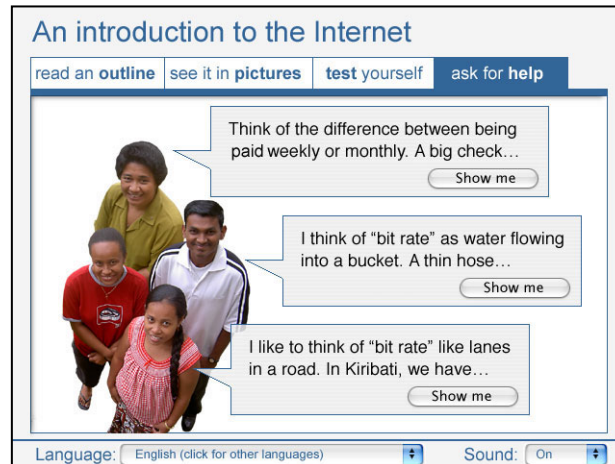 An introduction to the Internet
read an outline see it in pictures test yourself ask for help
Think of the difference between being
paid weekly or monthly. A big check…
Show me
I think of “bit rate” as water flowing
into a bucket. A thin hose…
Show me
I like to think of “bit rate” like lanes
in a road. In Kiribati, we have…
Show me
Language: English (click for other languages) Sound: On